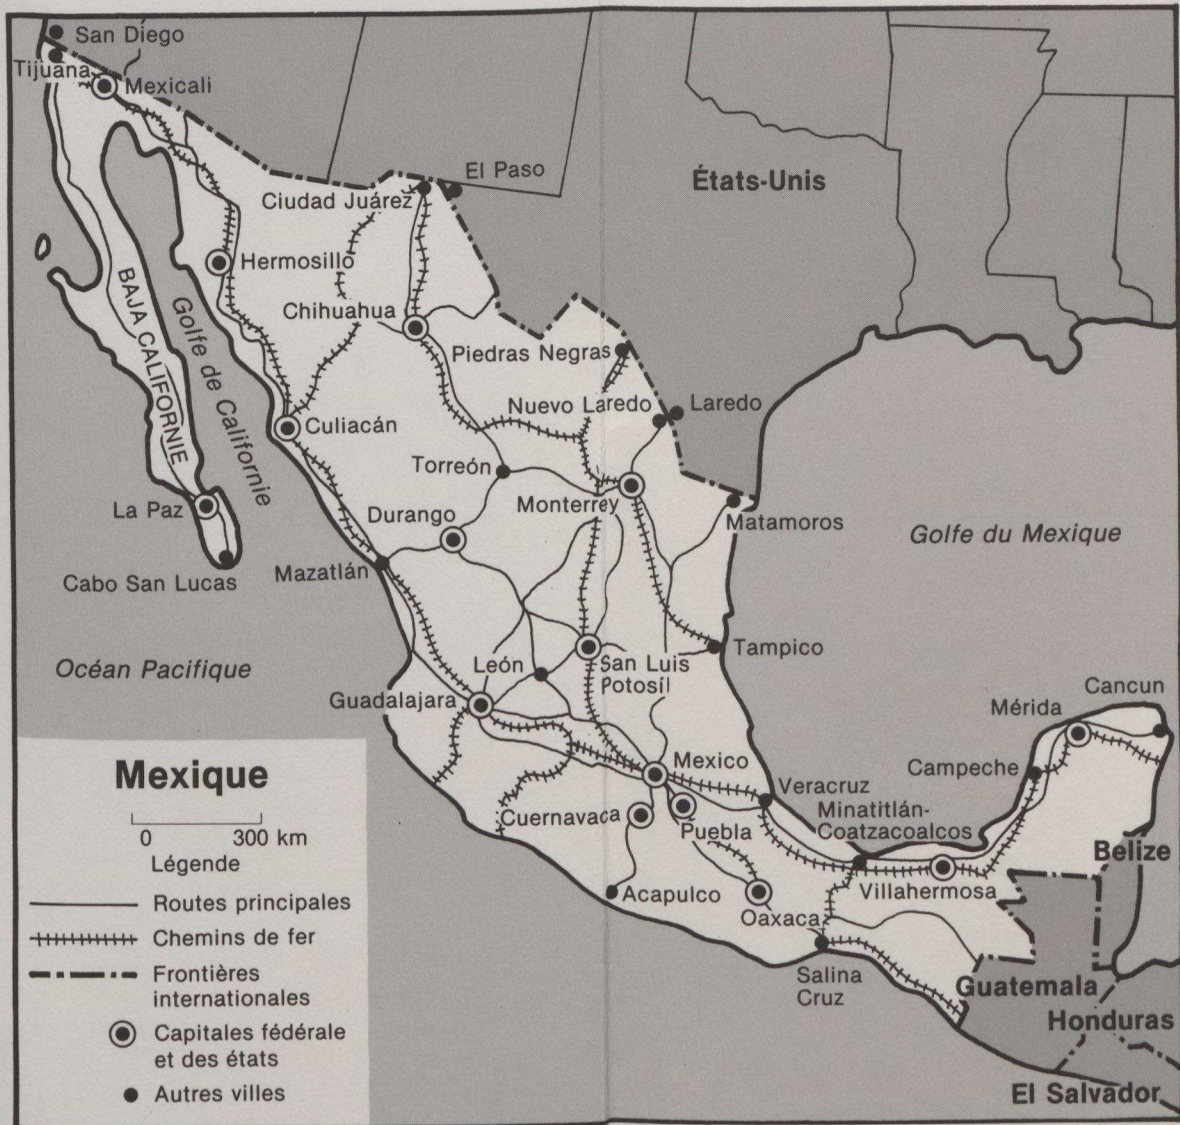 San Diego
Tijuana
Mexicali
El Paso
États-Unis
Ciudad Juárez
Hermosillo
BAJA CALIFORNIE
Golfe de Californie
Chihuahua
Piedras Negras
Nuevo Laredo
Laredo
Culiacán
Torreón
Monterrey
La Paz
Durango
Matamoros
Golfe du Mexique
Cabo San Lucas
Mazatlán
Tampico
Océan Pacifique
León
San Luis
Potosíl
Guadalajara
Cancun
Mérida
Mexico
Campeche
Veracruz
Minatitlán-
Coatzacoalcos
Cuernavaca
Puebla
Belize
Villahermosa
Acapulco
Oaxaca
Salina
Cruz
Guatemala
Honduras
El Salvador
Mexique
0 300 km
Légende
Routes principales
Chemins de fer
Frontières
internationales
Capitales fédérale
et des états
Autres villes